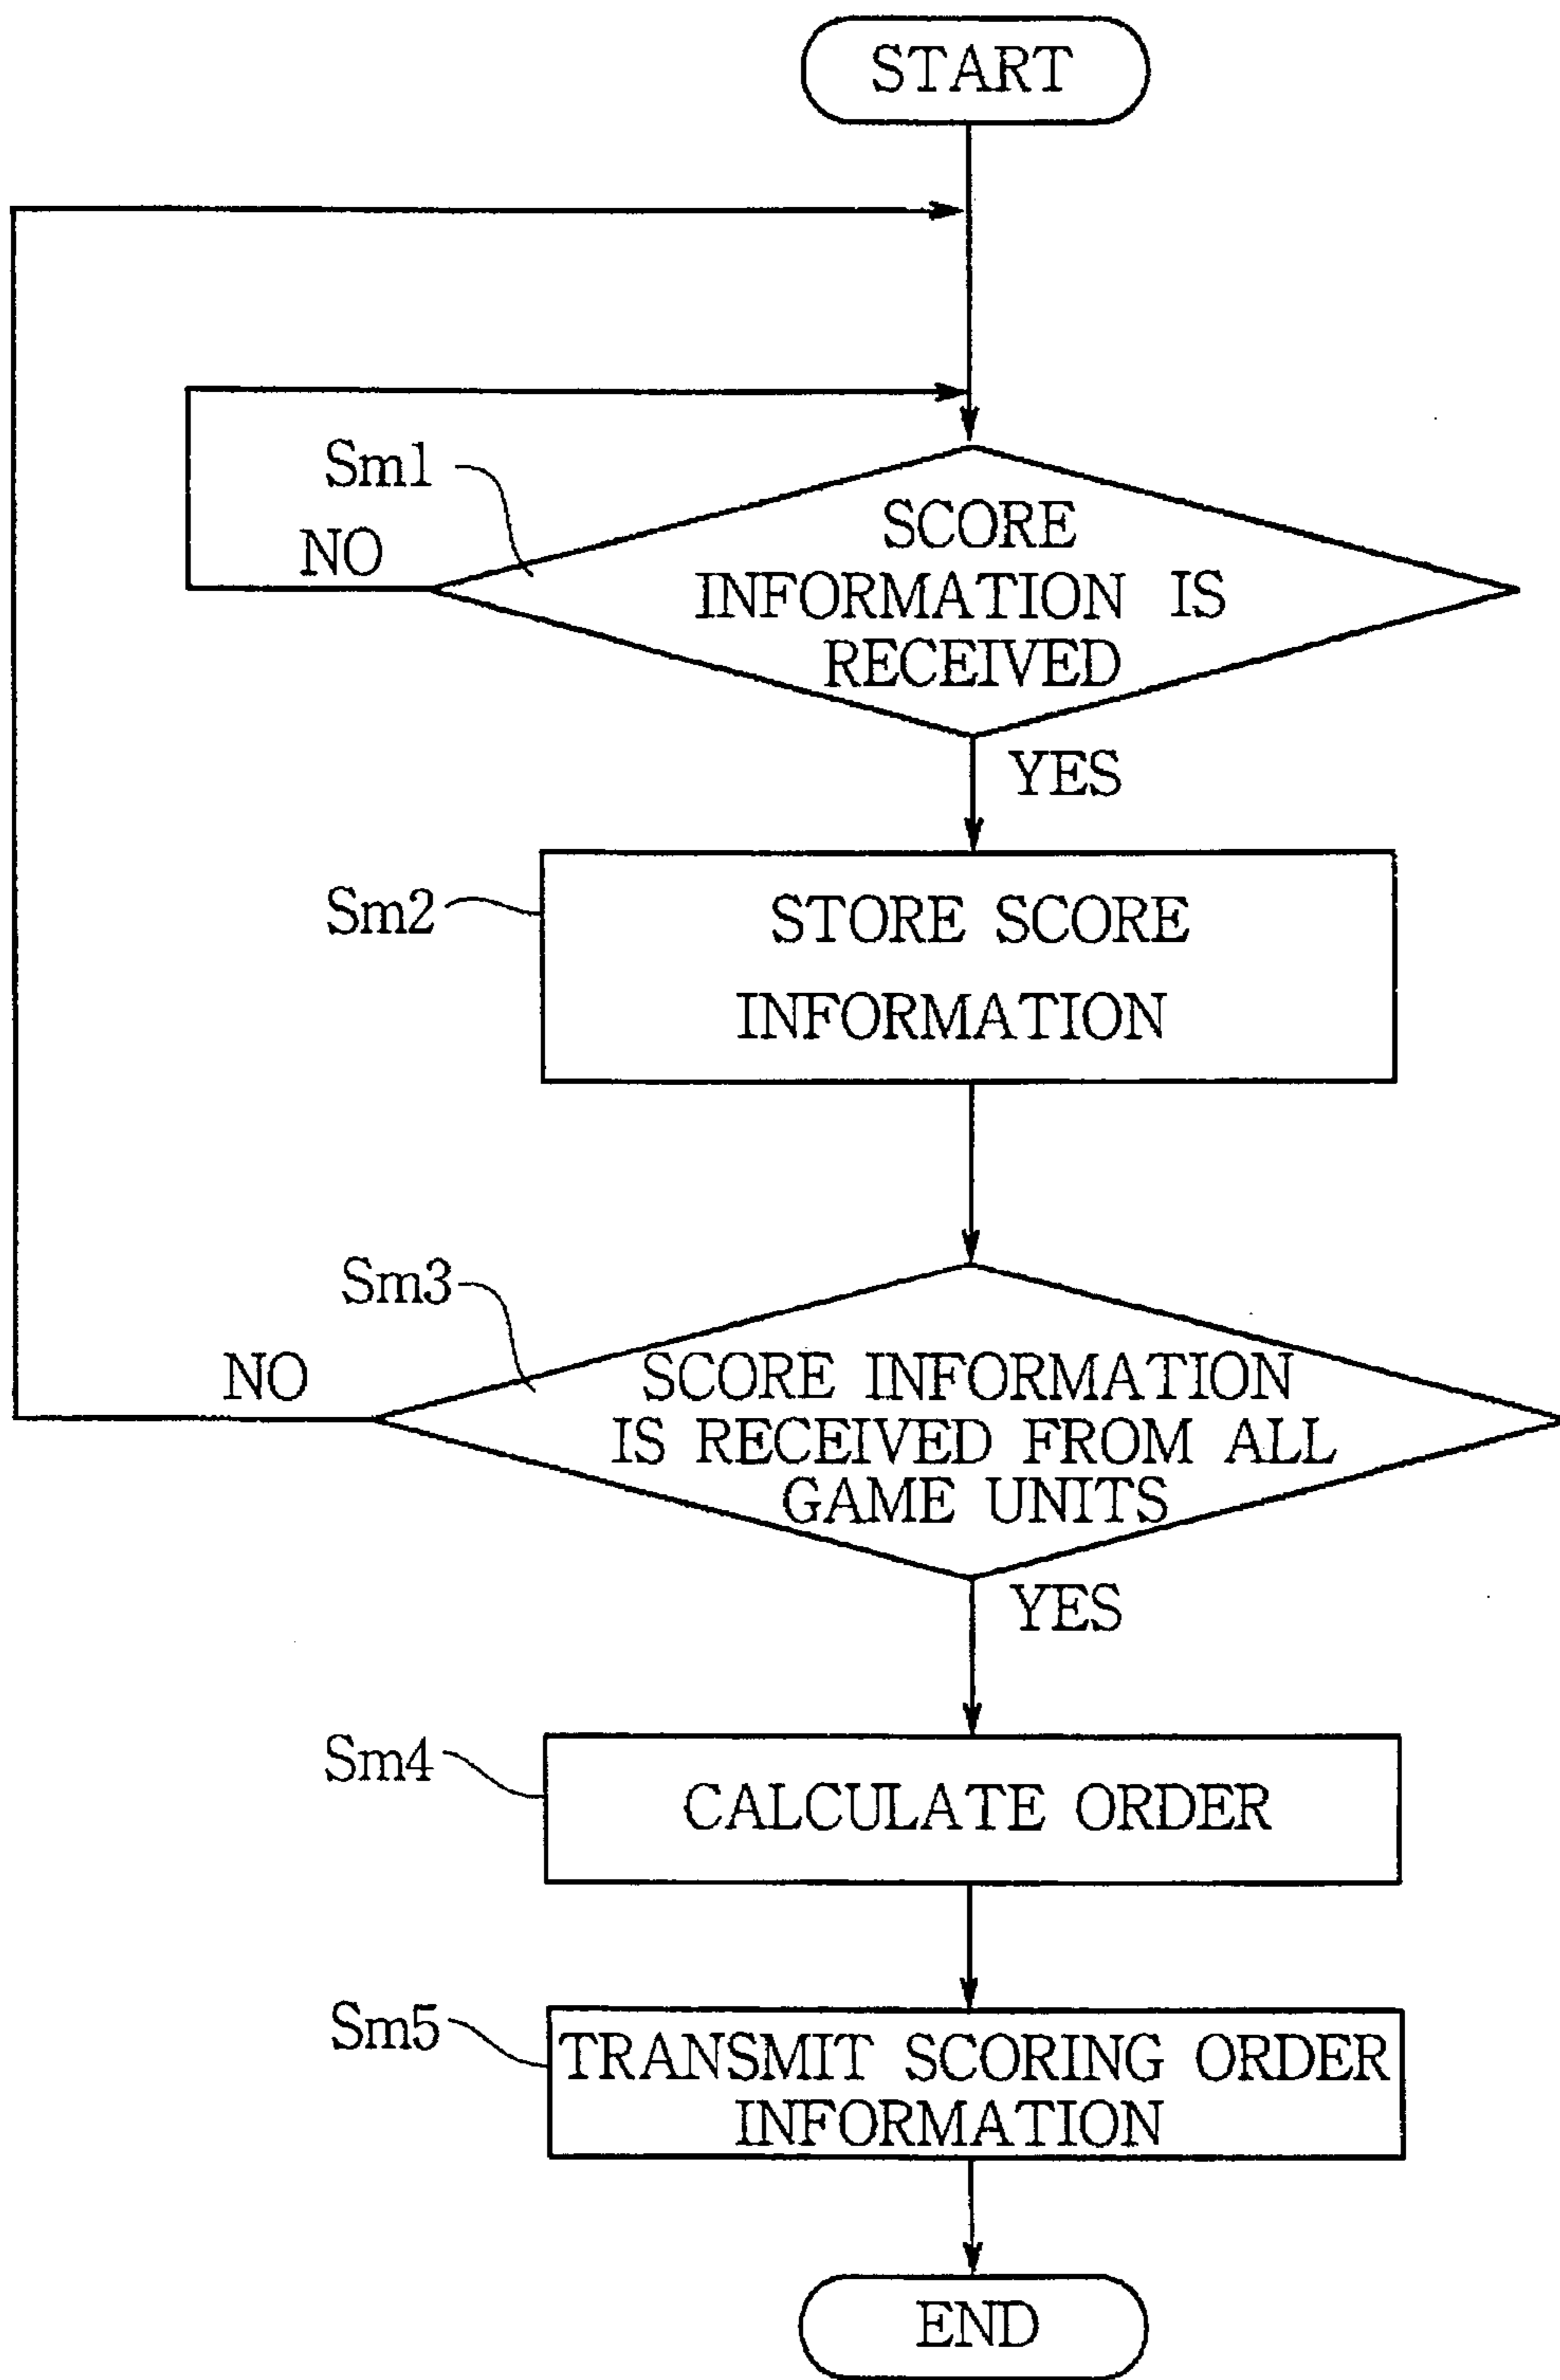 START
Sm1
NO
SCORE
INFORMATION IS
RECEIVED
YES
Sm2
STORE SCORE
INFORMATION
Sm3
NO
SCORE INFORMATION
IS RECEIVED FROM ALL
GAME UNITS
YES
Sm4
CALCULATE ORDER
Sm5
TRANSMIT SCORING ORDER
INFORMATION
END